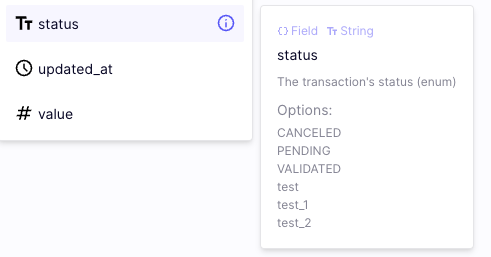 Tт status
updated_at
# value
{} Field Tт String
status
The transaction's status (enum)
Options:
CANCELED
PENDING
VALIDATED
test
test_1
test_2